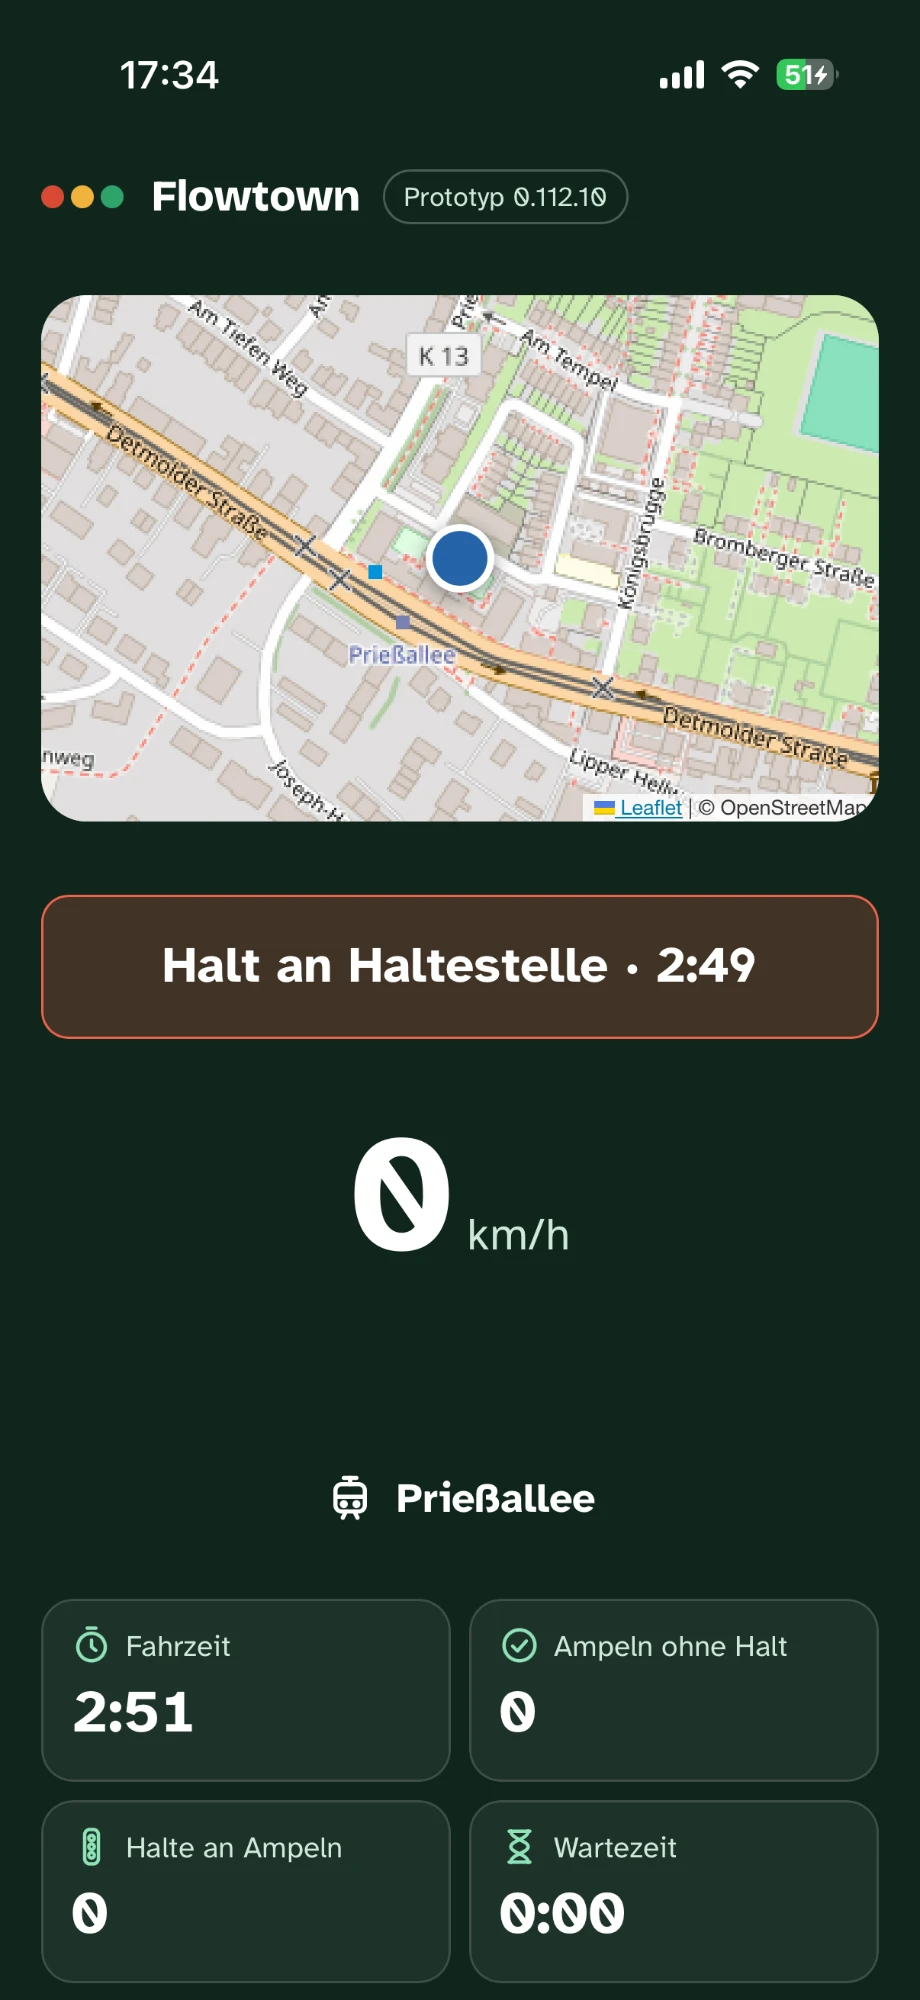 17:34
51
Flowtown
Prototyp 0.112.10
Am Tiefen Weg
K 13
Am Tempel
Detmolder Straße
Königsbrügge
Bromberger Straße
Prießallee
Detmolder Straße
nweg
Joseph-H
Lipper Hellw
Leaflet | © OpenStreetMap
Halt an Haltestelle · 2:49
0 km/h
Prießallee
Fahrzeit
2:51
Ampeln ohne Halt
0
Halte an Ampeln
0
Wartezeit
0:00